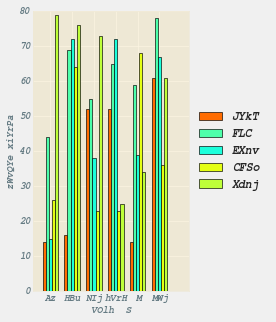 80
70
60
50
40
30
20
10
0
zWvQYe xiYrPa
Az HBu NIj hVrH M MWj
Volh S
JYkT
FLC
EXnv
CFSo
Xdnj